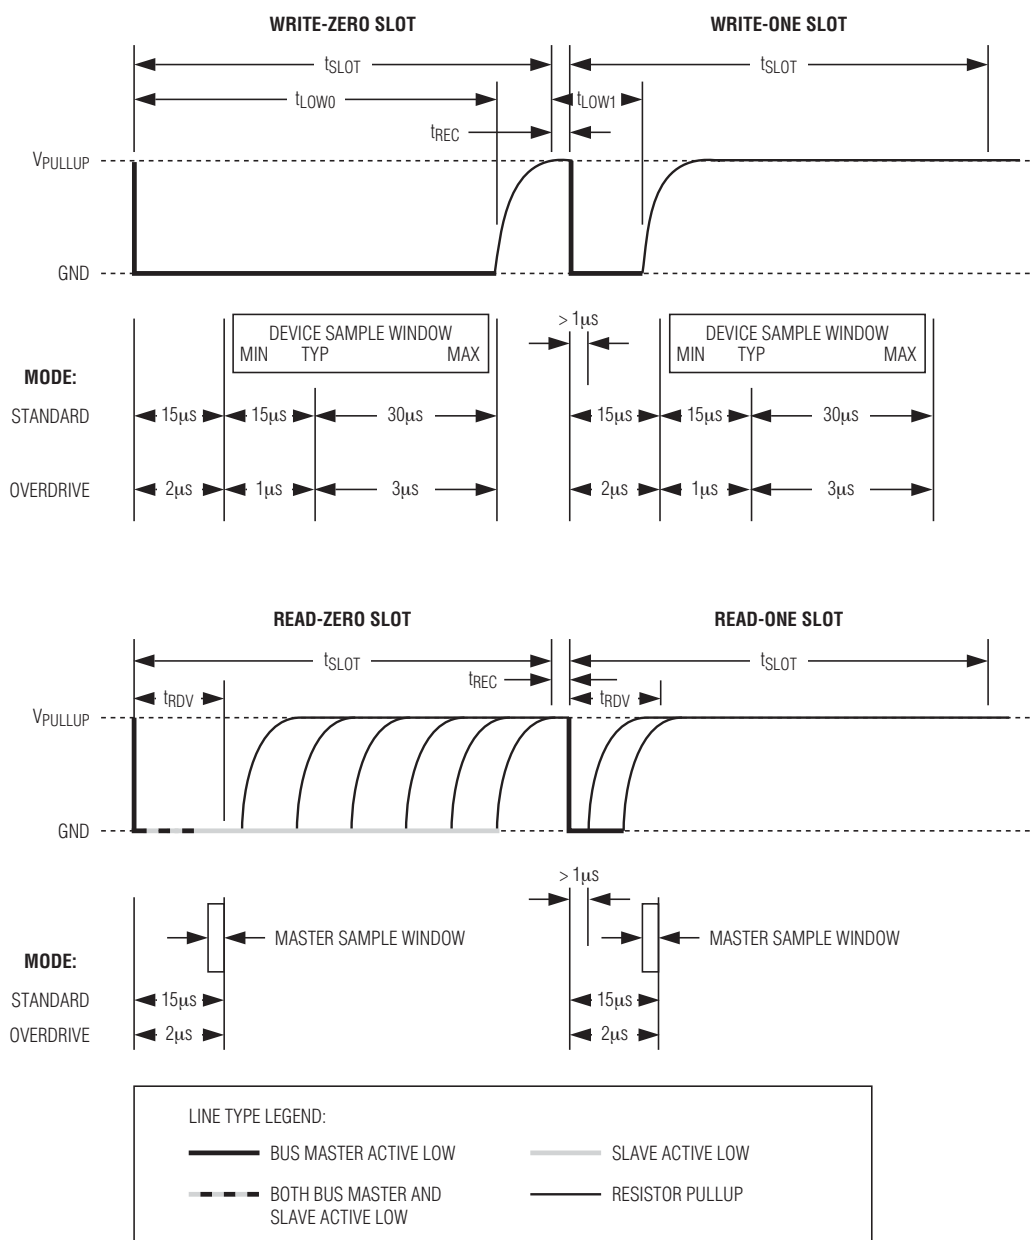 WRITE-ZERO SLOT WRITE-ONE SLOT
tSLOT tSLOT
tLOW0 tLOW1
tREC
VPULLUP
GND
> 1µs
DEVICE SAMPLE WINDOW DEVICE SAMPLE WINDOW
MIN TYP MAX MIN TYP MAX
MODE:
STANDARD 15µs 15µs 30µs 15µs 15µs 30µs
OVERDRIVE 2µs 1µs 3µs 2µs 1µs 3µs
READ-ZERO SLOT READ-ONE SLOT
tSLOT tSLOT
tREC
tRDV tRDV
VPULLUP
GND
> 1µs
MASTER SAMPLE WINDOW MASTER SAMPLE WINDOW
MODE:
STANDARD 15µs 15µs
OVERDRIVE 2µs 2µs
LINE TYPE LEGEND:
BUS MASTER ACTIVE LOW SLAVE ACTIVE LOW
BOTH BUS MASTER AND RESISTOR PULLUP
SLAVE ACTIVE LOW